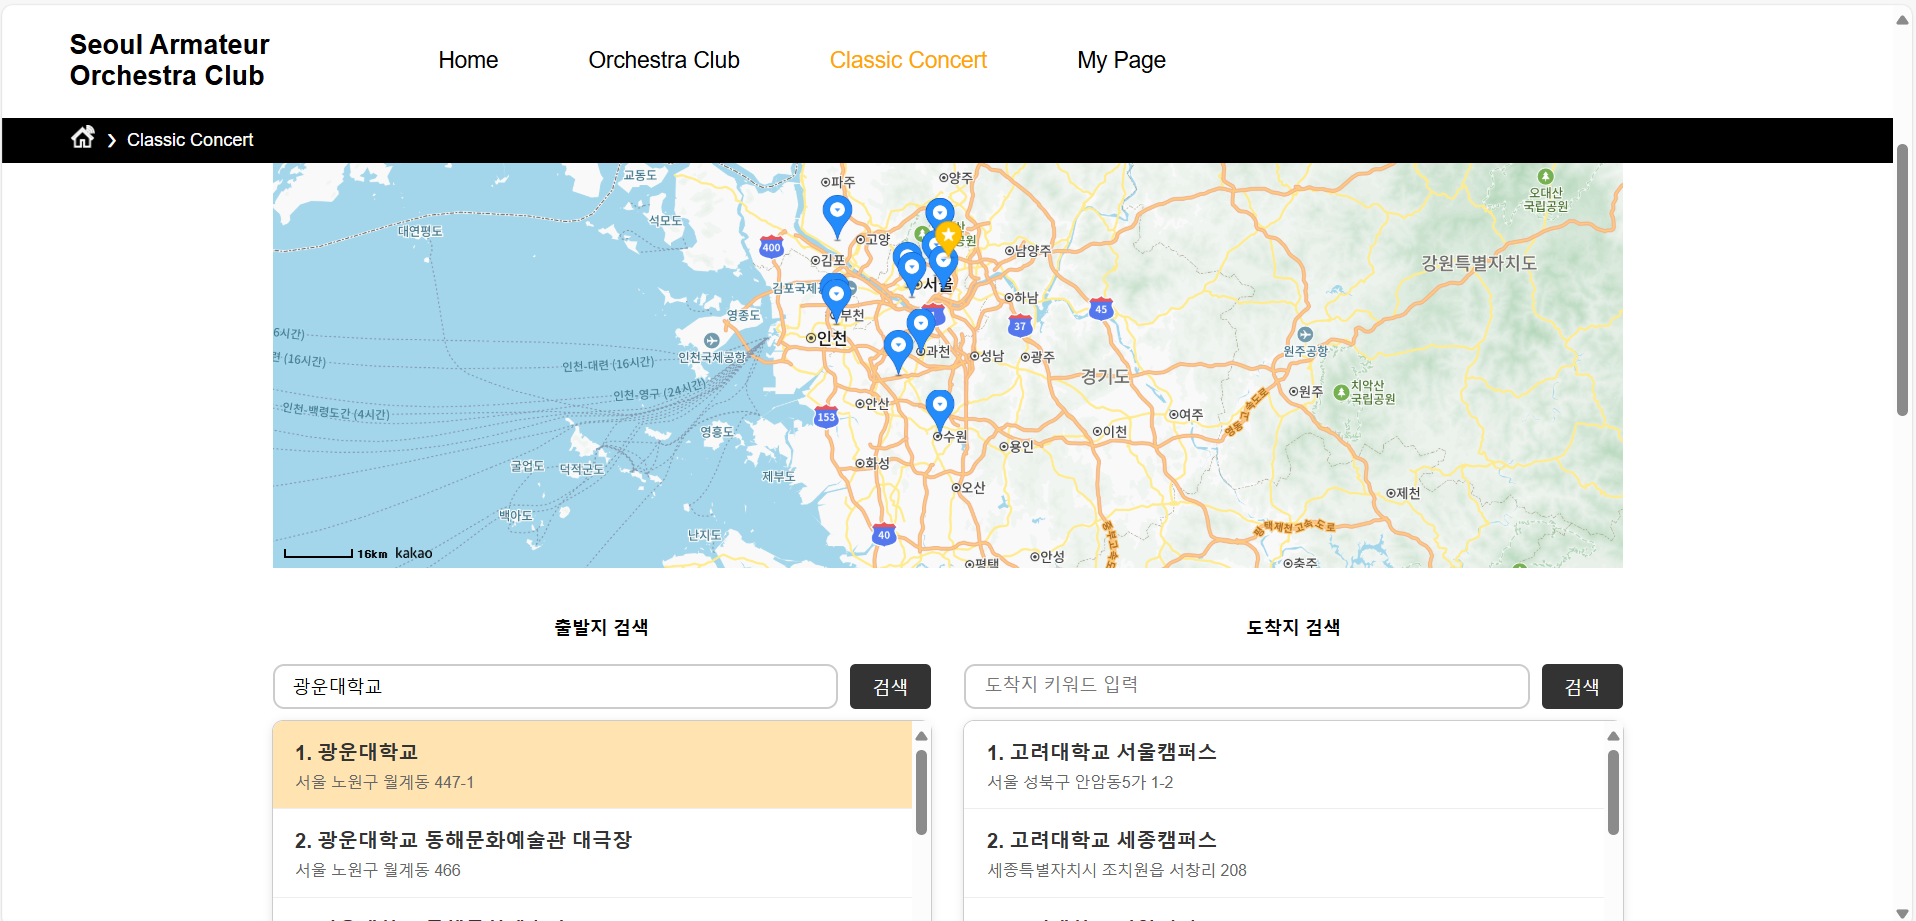 Seoul Armateur
Orchestra Club
Home
Orchestra Club
Classic Concert
My Page
Classic Concert
교동도
파주
양주
오대산
국립공원
석모도
대연평도
고양
400
남양주
김포
강원특별자치도
서울
하남
영종도
부천
45
37
인천
인천국제공항
과천
성남
광주
원주공항
인천-대련 (16시간)
(16시간)
경기도
인천-영구 (24시간)
원주
치악산
국립공원
인천-백령도간 (4시간)
153
안산
영흥도
수원
여주
이천
용인
영동고속도로
굴업도
덕적군도
화성
제부도
오산
제천
백아도
난지도
40
평택제천고속도로
안성
16km
kakao
평택
충주
출발지 검색
도착지 검색
광운대학교
검색
도착지 키워드 입력
검색
1. 광운대학교
서울 노원구 월계동 447-1
2. 광운대학교 동해문화예술관 대극장
서울 노원구 월계동 466
1. 고려대학교 서울캠퍼스
서울 성북구 안암동5가 1-2
2. 고려대학교 세종캠퍼스
세종특별자치시 조치원읍 서창리 208